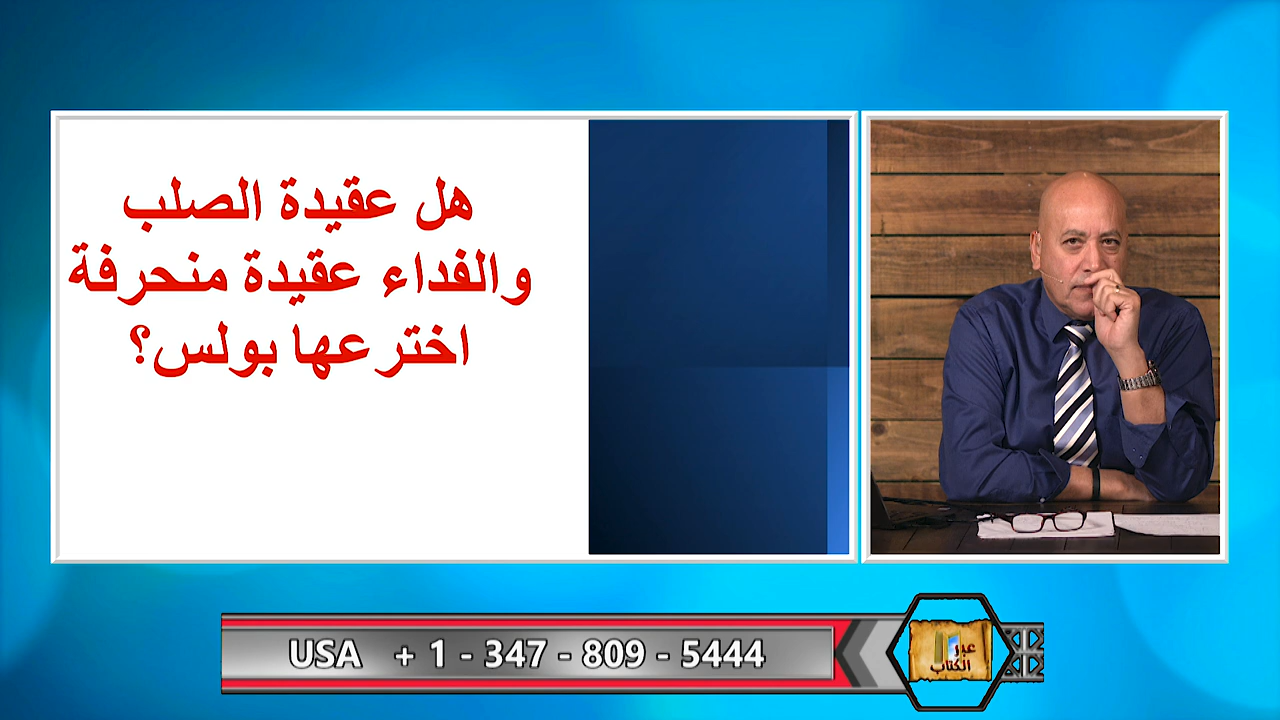 هل عقيدة الصلب
والفداء عقيدة منحرفة
اخترعها بولس؟
USA + 1 - 347 - 809 - 5444
عبر
الكتاب